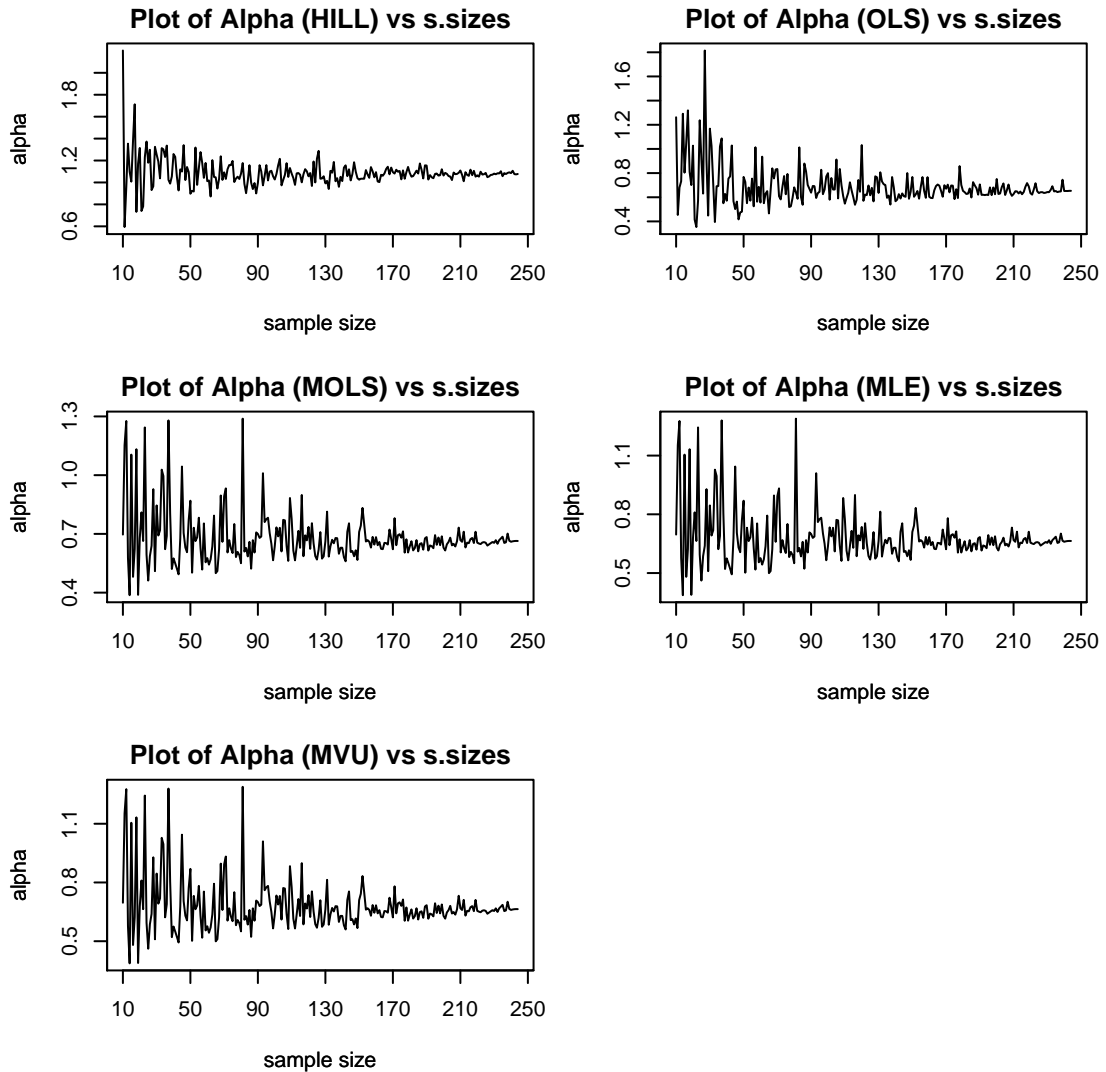 Plot of Alpha (HILL) vs s.sizes
alpha
0.6 1.2 1.8
10 50 90 130 170 210 250
sample size
Plot of Alpha (OLS) vs s.sizes
alpha
0.4 0.8 1.2 1.6
10 50 90 130 170 210 250
sample size
Plot of Alpha (MOLS) vs s.sizes
alpha
0.4 0.7 1.0 1.3
10 50 90 130 170 210 250
sample size
Plot of Alpha (MLE) vs s.sizes
alpha
0.5 0.8 1.1
10 50 90 130 170 210 250
sample size
Plot of Alpha (MVU) vs s.sizes
alpha
0.5 0.8 1.1
10 50 90 130 170 210 250
sample size